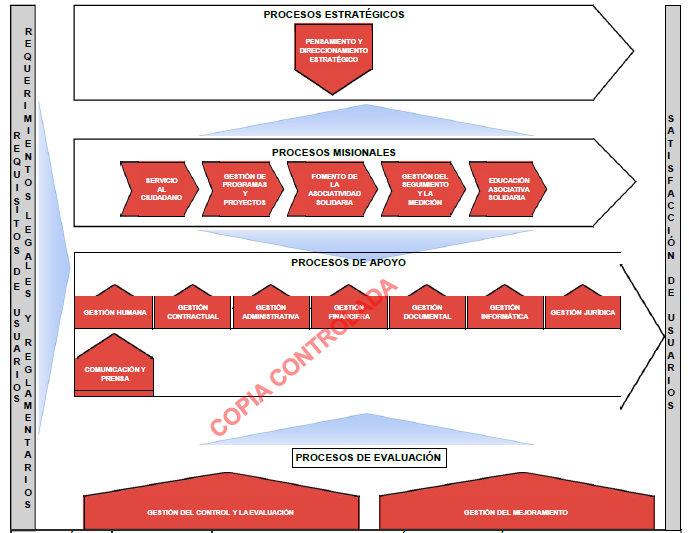 REQUERIMIENTOS LEGALES Y REGLAMENTARIOS
REQUISITOS DE USUARIOS
PROCESOS ESTRATÉGICOS
PENSAMIENTO Y
DIRECCIONAMIENTO
ESTRATÉGICO
PROCESOS MISIONALES
SERVICIO
AL
CIUDADANO
GESTIÓN DE
PROGRAMAS
Y
PROYECTOS
FOMENTO DE
LA
ASOCIATIVIDAD
SOLIDARIA
GESTIÓN DEL
SEGUIMIENTO
Y LA
MEDICIÓN
EDUCACIÓN
ASOCIATIVA
SOLIDARIA
PROCESOS DE APOYO
GESTIÓN HUMANA
GESTIÓN
CONTRACTUAL
GESTIÓN
ADMINISTRATIVA
GESTIÓN
FINANCIERA
GESTIÓN
DOCUMENTAL
GESTIÓN
INFORMÁTICA
GESTIÓN JURÍDICA
COMUNICACIÓN Y
PRENSA
COPIA CONTROLADA
PROCESOS DE EVALUACIÓN
GESTIÓN DEL CONTROL Y LA EVALUACIÓN
GESTIÓN DEL MEJORAMIENTO
SATISFACCIÓN DE USUARIOS